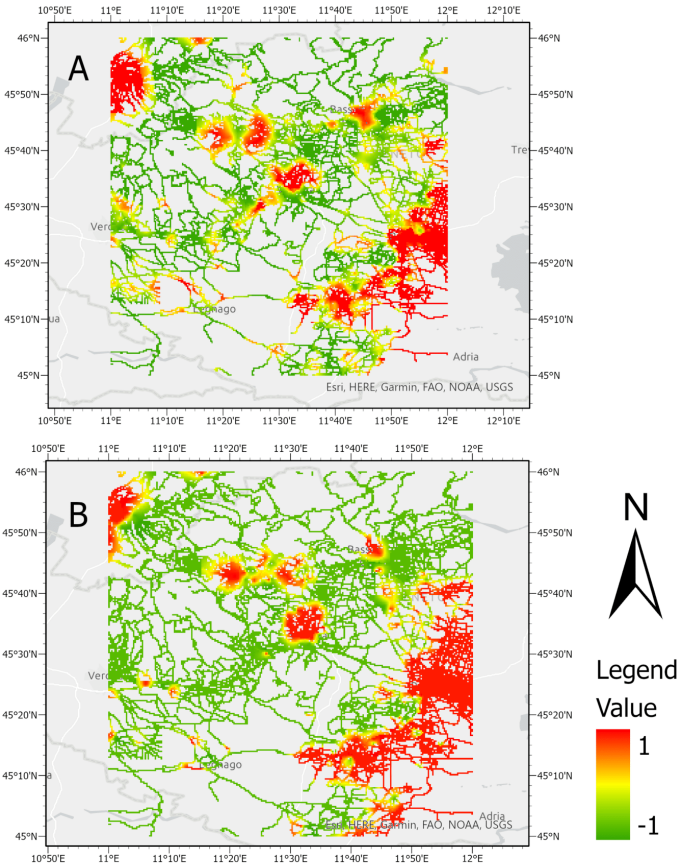 10°50'E 11°E 11°10'E 11°20'E 11°30'E 11°40'E 11°50'E 12°E 12°10'E
46°N 46°N
A
45°50'N 45°50'N
Bass
45°40'N Tre 45°40'N
45°30'N 45°30'N
Vero
45°20'N 45°20'N
Legnago
45°10'N ua 45°10'N
Adria
45°N 45°N
Esri, HERE, Garmin, FAO, NOAA, USGS
10°50'E 11°E 11°10'E 11°20'E 11°30'E 11°40'E 11°50'E 12°E 12°10'E
10°50'E 11°E 11°10'E 11°20'E 11°30'E 11°40'E 11°50'E 12°E
46°N 46°N
B
N
45°50'N 45°50'N
Bass
45°40'N 45°40'N
45°30'N 45°30'N
Vero
Legend
Value
45°20'N 45°20'N
1
nago
45°10'N 45°10'N
a
-1
Adria
Esri, HERE, Garmin, FAO, NOAA, USGS
45°N 45°N
10°50'E 11°E 11°10'E 11°20'E 11°30'E 11°40'E 11°50'E 12°E